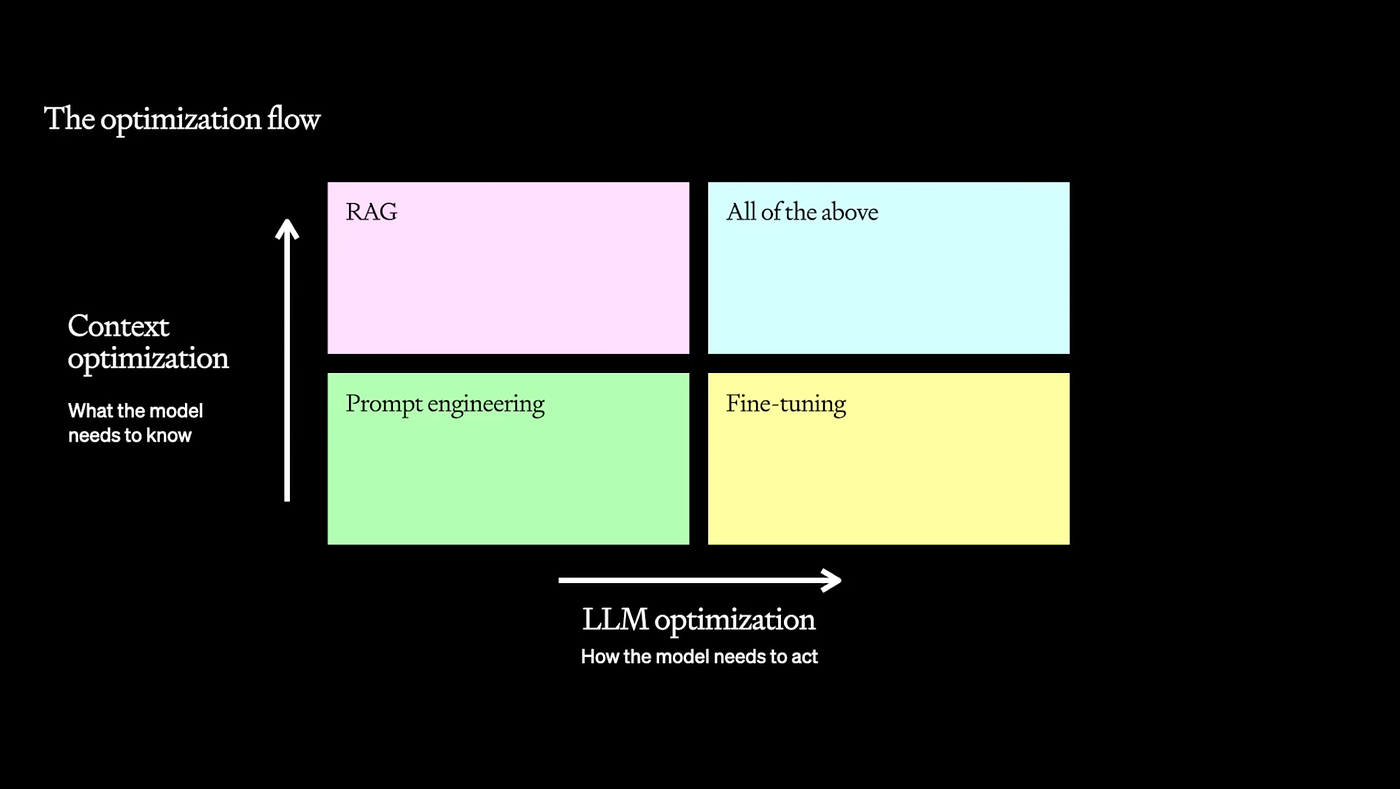 The optimization flow
RAG
All of the above
Context
optimization
What the model
needs to know
Prompt engineering
Fine-tuning
LLM optimization
How the model needs to act